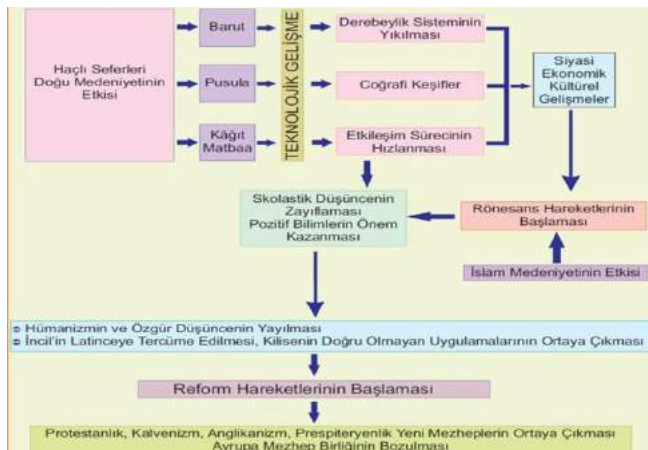 Haçlı Seferleri
Doğu Medeniyetinin
Etkisi
Barut
Pusula
Kâğıt
Matbaa
TEKNOLOJİK GELİŞME
Derebeylik Sisteminin
Yıkılması
Coğrafi Keşifler
Etkileşim Sürecinin
Hızlanması
Siyasi
Ekonomik
Kültürel
Gelişmeler
Skolastik Düşüncenin
Zayıflaması
Pozitif Bilimlerin Önem
Kazanması
Rönesans Hareketlerinin
Başlaması
İslam Medeniyetinin Etkisi
Hümanizmin ve Özgür Düşüncenin Yayılması
İncil'in Latinceye Tercüme Edilmesi, Kilisenin Doğru Olmayan Uygulamalarının Ortaya Çıkması
Reform Hareketlerinin Başlaması
Protestanlık, Kalvenizm, Anglikanizm, Prespiteryenlik Yeni Mezheplerin Ortaya Çıkması
Avrupa Mezhep Birliğinin Bozulması